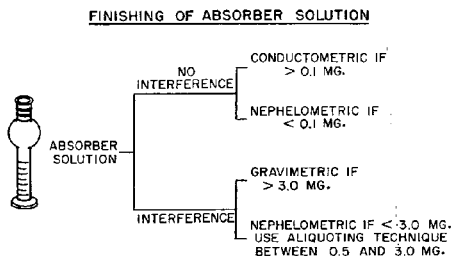 FINISHING OF ABSORBER SOLUTION
CONDUCTOMETRIC IF
> 0.1 MG.
NO
INTERFERENCE
NEPHELOMETRIC IF
< 0.1 MG.
ABSORBER
SOLUTION
GRAVIMETRIC IF
> 3.0 MG.
INTERFERENCE
NEPHELOMETRIC IF < 3.0 MG.
USE ALIQUOTING TECHNIQUE
BETWEEN 0.5 AND 3.0 MG.